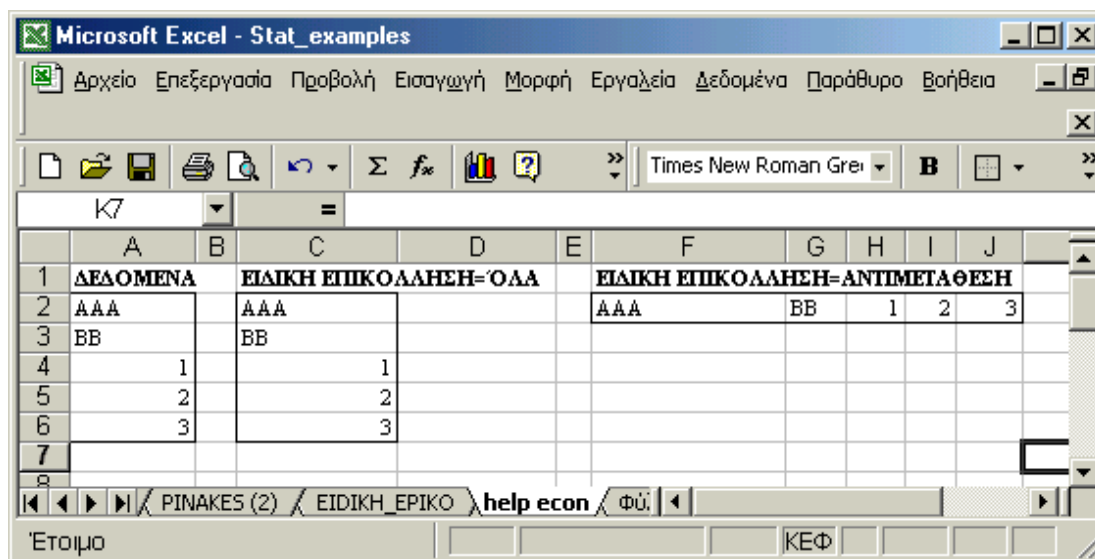 Microsoft Excel - Stat_examples
Αρχείο Επεξεργασία Προβολή Εισαγωγή Μορφή Εργαλεία Δεδομένα Παράθυρο Βοήθεια
Times New Roman Gre B
K7 =
A B C D E F G H I J
1 ΔΕΔΟΜΕΝΑ ΕΙΔΙΚΗ ΕΠΙΚΟΛΛΗΣΗ=ΌΛΑ ΕΙΔΙΚΗ ΕΠΙΚΟΛΛΗΣΗ=ΑΝΤΙΜΕΤΑΘΕΣΗ
2 AAA AAA AAA BB 1 2 3
3 BB BB
4 1 1
5 2 2
6 3 3
7
8
PINAKES (2) EIDIKH_EPIKO help econ Φύ
Έτοιμο ΚΕΦ